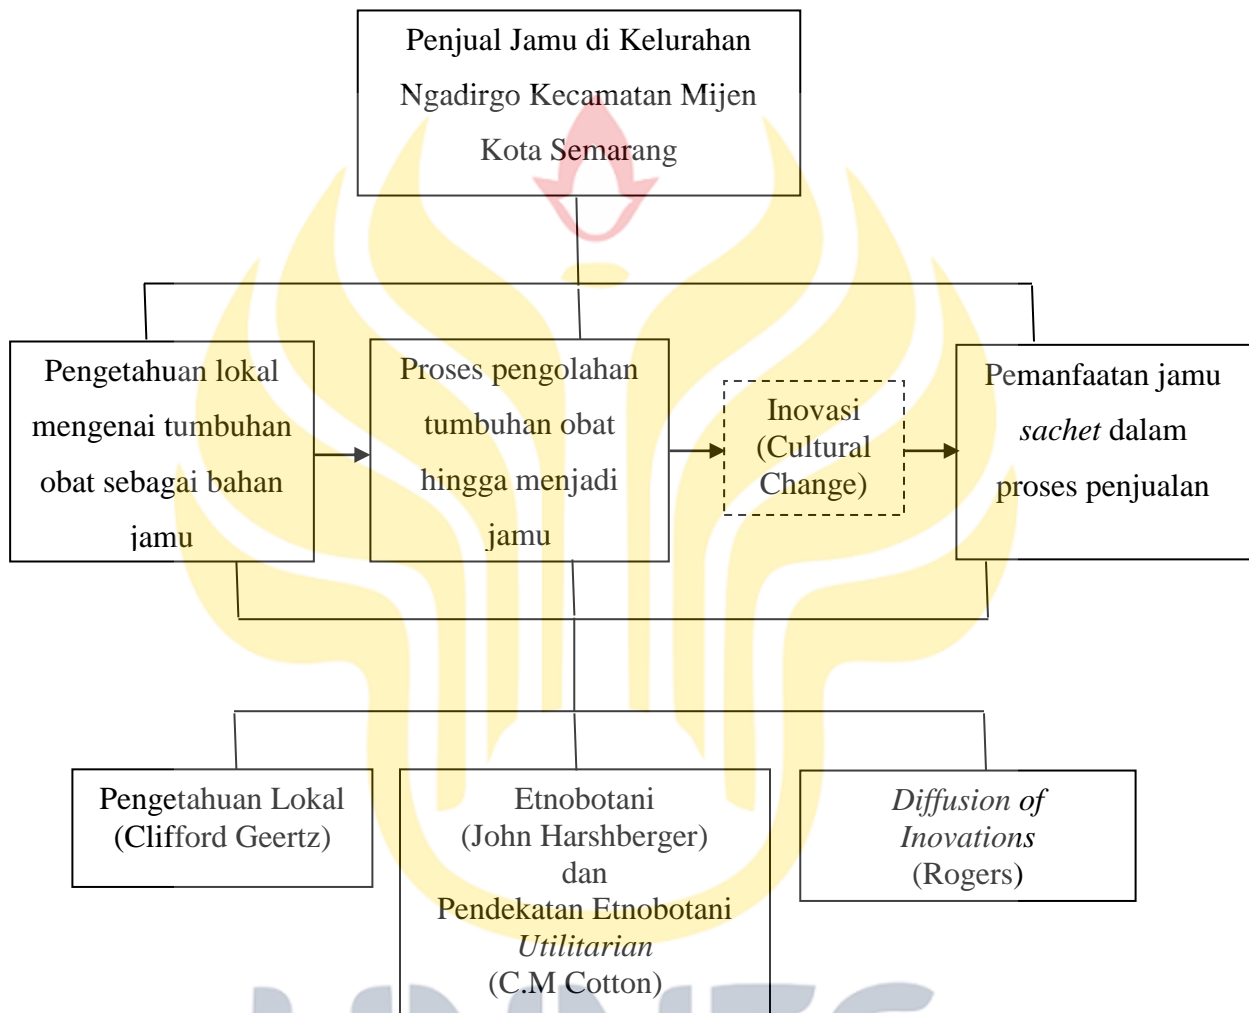 Penjual Jamu di Kelurahan
Ngadirgo Kecamatan Mijen
Kota Semarang
Pengetahuan lokal
mengenai tumbuhan
obat sebagai bahan
jamu
Proses pengolahan
tumbuhan obat
hingga menjadi
jamu
Inovasi
(Cultural
Change)
Pemanfaatan jamu
sachet dalam
proses penjualan
Pengetahuan Lokal
(Clifford Geertz)
Etnobotani
(John Harshberger)
dan
Pendekatan Etnobotani
Utilitarian
(C.M Cotton)
Diffusion of
Inovations
(Rogers)